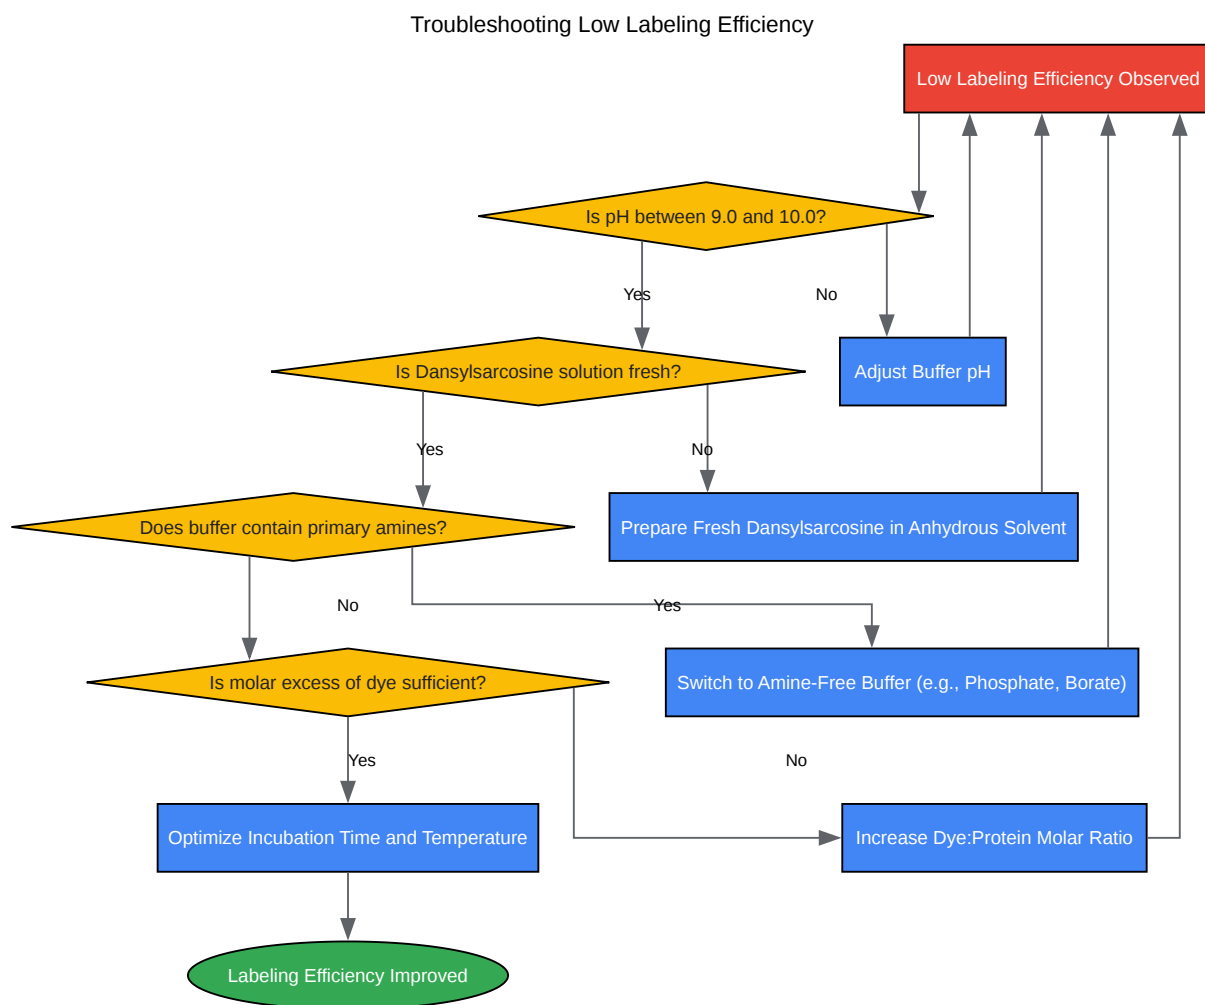 Troubleshooting Low Labeling Efficiency
Low Labeling Efficiency Observed
Is pH between 9.0 and 10.0?
Yes
No
Is Dansylsarcosine solution fresh?
Adjust Buffer pH
Yes
No
Does buffer contain primary amines?
Prepare Fresh Dansylsarcosine in Anhydrous Solvent
No
Yes
Is molar excess of dye sufficient?
Switch to Amine-Free Buffer (e.g., Phosphate, Borate)
Yes
No
Optimize Incubation Time and Temperature
Increase Dye:Protein Molar Ratio
Labeling Efficiency Improved